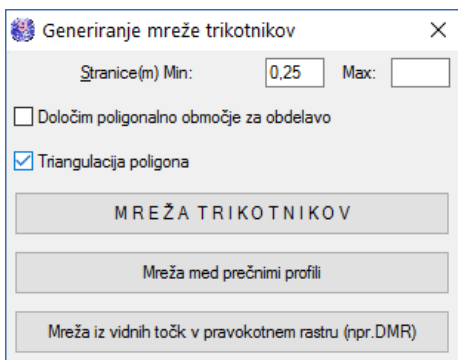 Generiranje mreže trikotnikov
Stranice(m) Min: 0,25 Max:
Določim poligonalno območje za obdelavo
Triangulacija poligona
M R E Ž A T R I K O T N I K O V
Mreža med prečnimi profili
Mreža iz vidnih točk v pravokotnem rastru (npr.DMR)